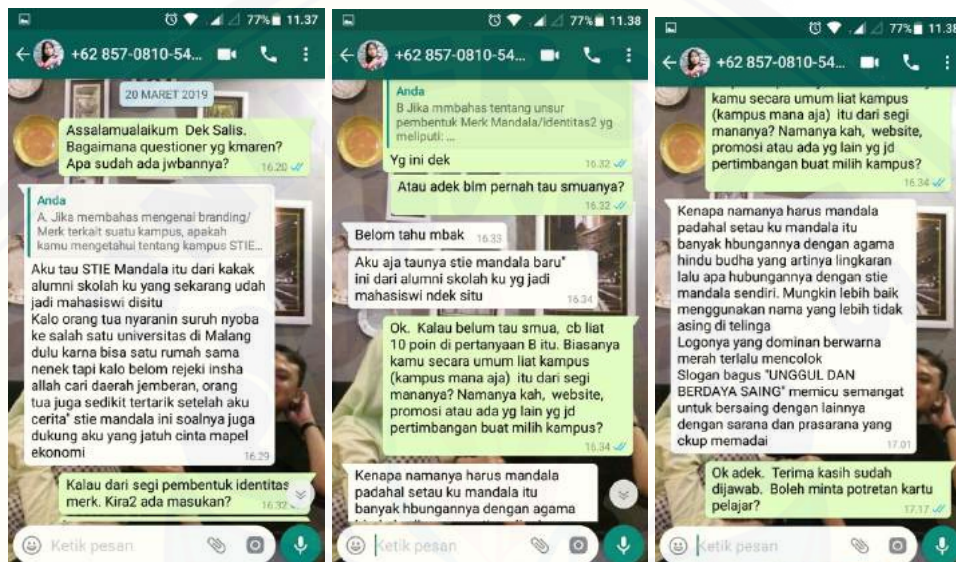 77% 11.37
+62 857-0810-54...
20 MARET 2019
Assalamualaikum Dek Salis.
Bagaimana questioner yg kmaren?
Apa sudah ada jwbannya?
16.20
Anda
A. Jika membahas mengenai branding/
Merk terkait suatu kampus, apakah
kamu mengetahui tentang kampus STIE...
Aku tau STIE Mandala itu dari kakak
alumni skolah ku yang sekarang udah
jadi mahasiswi disitu
Kalo orang tua nyaranin suruh nyoba
ke salah satu universitas di Malang
dulu karna bisa satu rumah sama
nenek tapi kalo belom rejeki insha
allah cari daerah jemberan, orang
tua juga sedikit tertarik setelah aku
cerita" stie mandala ini soalnya juga
dukung aku yang jatuh cinta mapel
ekonomi
16.29
Kalau dari segi pembentuk identitas
merk. Kira2 ada masukan?
16.32
Ketik pesan
77% 11.38
+62 857-0810-54...
Anda
B Jika mmbahas tentang unsur
pembentuk Merk Mandala/identitas2 yg
meliputi: ...
Yg ini dek
16.32
Atau adek blm pernah tau smuanya?
16.32
Belom tahu mbak
16.33
Aku aja taunya stie mandala baru"
ini dari alumni skolah ku yg jadi
mahasiswi ndek situ
16.34
Ok. Kalau belum tau smua, cb liat
10 poin di pertanyaan B itu. Biasanya
kamu secara umum liat kampus
(kampus mana aja) itu dari segi
mananya? Namanya kah, website,
promosi atau ada yg lain yg jd
pertimbangan buat milih kampus?
16.34
Kenapa namanya harus mandala
padahal setau ku mandala itu
banyak hbungannya dengan agama
Ketik pesan
77% 11.38
+62 857-0810-54...
kamu secara umum liat kampus
(kampus mana aja) itu dari segi
mananya? Namanya kah, website,
promosi atau ada yg lain yg jd
pertimbangan buat milih kampus?
16.34
Kenapa namanya harus mandala
padahal setau ku mandala itu
banyak hbungannya dengan agama
hindu budha yang artinya lingkaran
lalu apa hubungannya dengan stie
mandala sendiri. Mungkin lebih baik
menggunakan nama yang lebih tidak
asing di telinga
Logonya yang dominan berwarna
merah terlalu mencolok
Slogan bagus "UNGGUL DAN
BERDAYA SAING" memicu semangat
untuk bersaing dengan lainnya
dengan sarana dan prasarana yang
ckup memadai
17.01
Ok adek. Terima kasih sudah
dijawab. Boleh minta potretan kartu
pelajar?
17.17
Ketik pesan